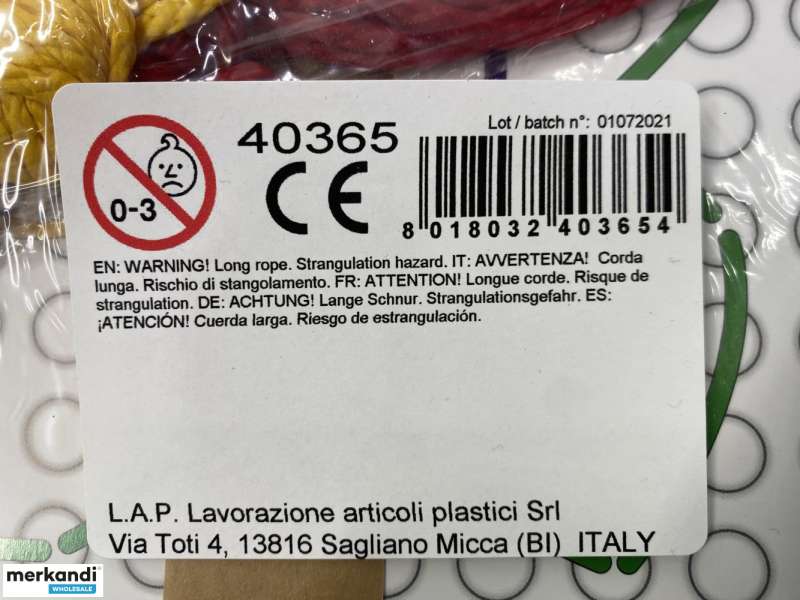 0-3
40365
CE
Lot / batch n°: 01072021
8 018032 403654
EN: WARNING! Long rope. Strangulation hazard. IT: AVVERTENZA! Corda
lunga. Rischio di stangolamento. FR: ATTENTION! Longue corde. Risque de
strangulation. DE: ACHTUNG! Lange Schnur. Strangulationsgefahr. ES:
¡ATENCIÓN! Cuerda larga. Riesgo de estrangulación.
L.A.P. Lavorazione articoli plastici Srl
Via Toti 4, 13816 Sagliano Micca (BI) ITALY
merkandi
WHOLESALE